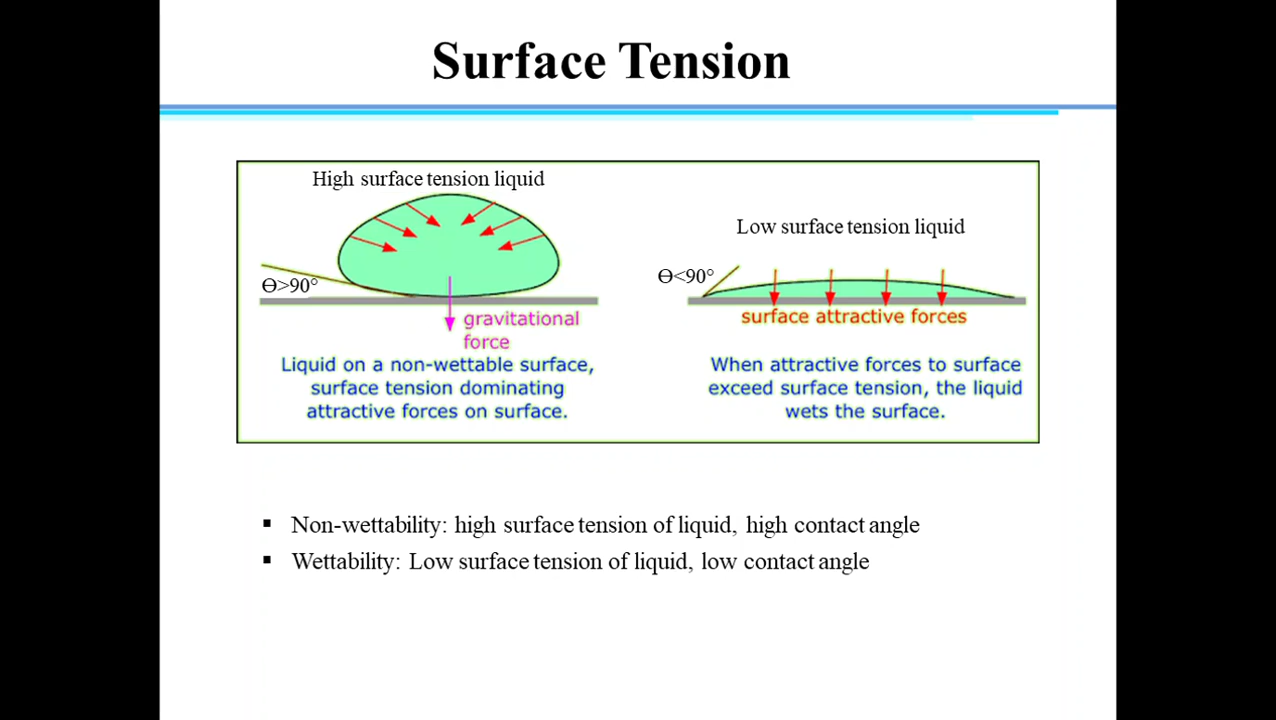 Surface Tension
High surface tension liquid
Ɵ>90°
gravitational
force
Liquid on a non-wettable surface,
surface tension dominating
attractive forces on surface.
Low surface tension liquid
Ɵ<90°
surface attractive forces
When attractive forces to surface
exceed surface tension, the liquid
wets the surface.
▪ Non-wettability: high surface tension of liquid, high contact angle
▪ Wettability: Low surface tension of liquid, low contact angle